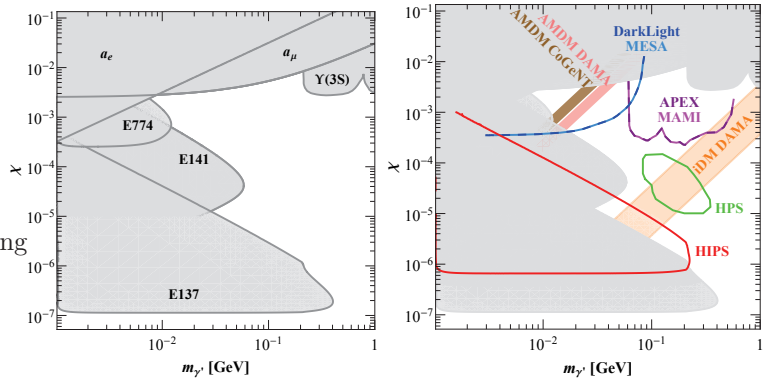 10⁻¹
10⁻²
10⁻³
10⁻⁴
10⁻⁵
10⁻⁶
10⁻⁷
χ
ng
a_e
a_μ
ϒ(3S)
E774
E141
E137
10⁻²
10⁻¹
1
m_γ' [GeV]
10⁻¹
10⁻²
10⁻³
10⁻⁴
10⁻⁵
10⁻⁶
10⁻⁷
χ
AMDM CoGeNT
AMDM DAMA
DarkLight
MESA
APEX
MAMI
iDM DAMA
HPS
HIPS
10⁻²
10⁻¹
1
m_γ' [GeV]